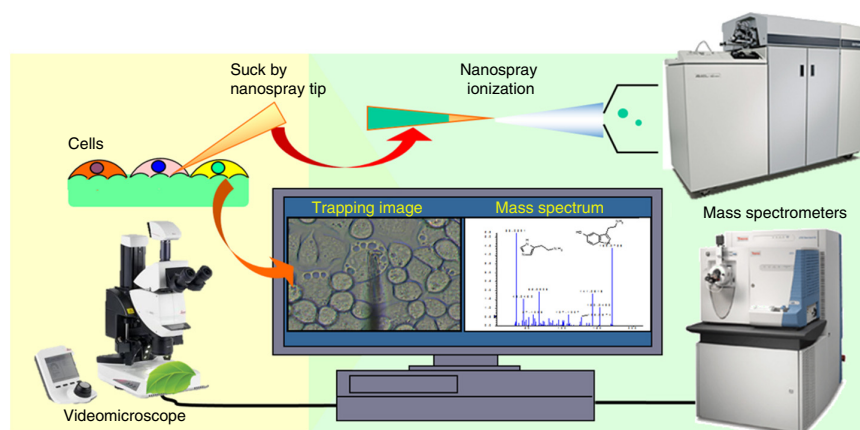 Suck by
nanospray tip
Nanospray
ionization
Cells
Trapping image
Mass spectrum
Mass spectrometers
Videomicroscope